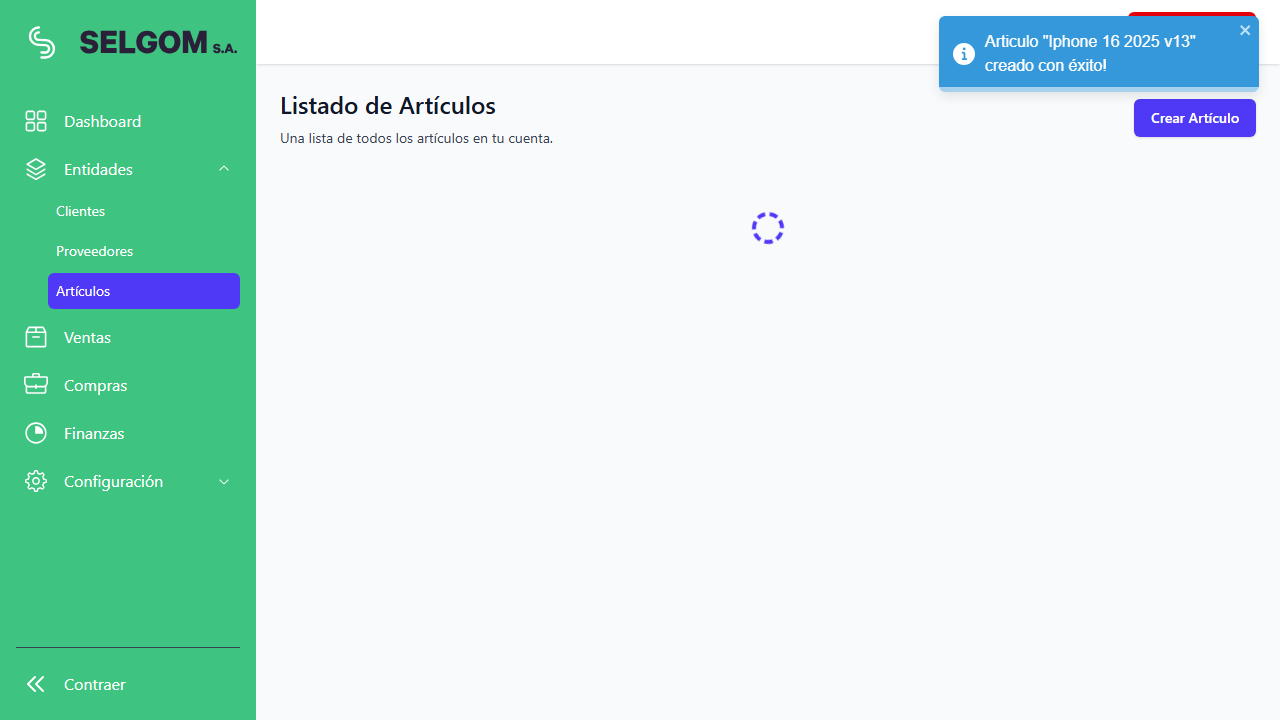 SELGOM S.A.
Dashboard
Entidades
Clientes
Proveedores
Artículos
Ventas
Compras
Finanzas
Configuración
Contraer
Articulo "Iphone 16 2025 v13"
creado con éxito!
Listado de Artículos
Una lista de todos los artículos en tu cuenta.
Crear Artículo